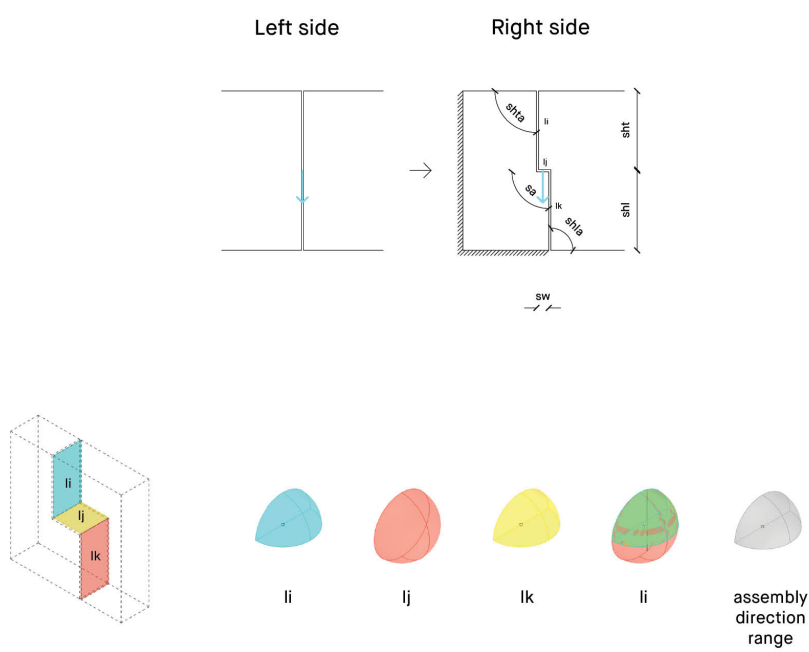 Left side
Right side
shta
li
lj
sht
sa
lk
shla
shl
sw
li
lj
lk
li
lj
lk
li
assembly
direction
range